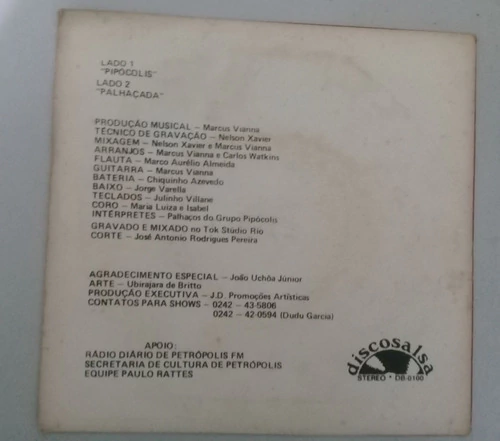 LADO 1
"PIPÓCOLIS"
LADO 2
"PALHAÇADA"
PRODUÇÃO MUSICAL – Marcus Vianna
TÉCNICO DE GRAVAÇÃO – Nelson Xavier
MIXAGEM – Nelson Xavier e Marcus Vianna
ARRANJOS – Marcus Vianna e Carlos Watkins
FLAUTA – Marco Aurélio Almeida
GUITARRA – Marcus Vianna
BATERIA – Chiquinho Azevedo
BAIXO – Jorge Varella
TECLADOS – Julinho Villane
CORO – Maria Luiza e Isabel
INTÉRPRETES – Palhaços do Grupo Pipócolis
GRAVADO E MIXADO no Tok Stúdio Rio
CORTE – José Antonio Rodrigues Pereira
AGRADECIMENTO ESPECIAL – João Uchôa Júnior
ARTE – Ubirajara de Britto
PRODUÇÃO EXECUTIVA – J.D. Promoções Artísticas
CONTATOS PARA SHOWS – 0242 – 43-5806
0242 – 42-0594 (Dudu Garcia)
APOIO:
RÁDIO DIÁRIO DE PETRÓPOLIS FM
SECRETARIA DE CULTURA DE PETRÓPOLIS
EQUIPE PAULO RATTES
discosalsa
STEREO • DB-0160